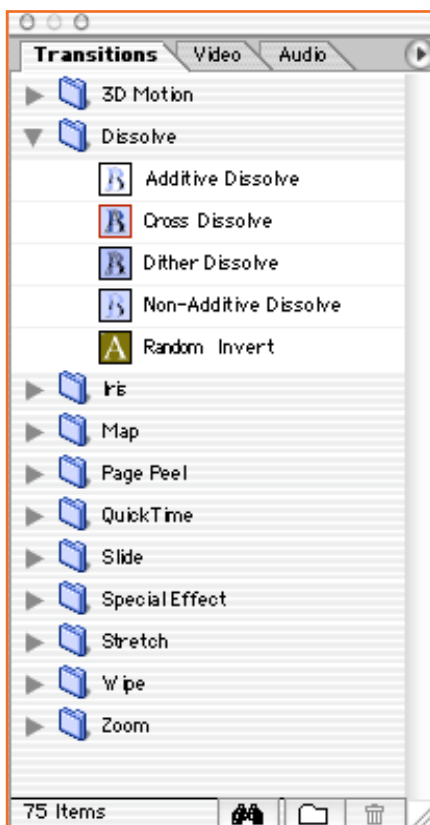 Transitions Video Audio
3D Motion
Dissolve
Additive Dissolve
Cross Dissolve
Dither Dissolve
Non-Additive Dissolve
Random Invert
Iris
Map
Page Peel
QuickTime
Slide
Special Effect
Stretch
Wipe
Zoom
75 Items